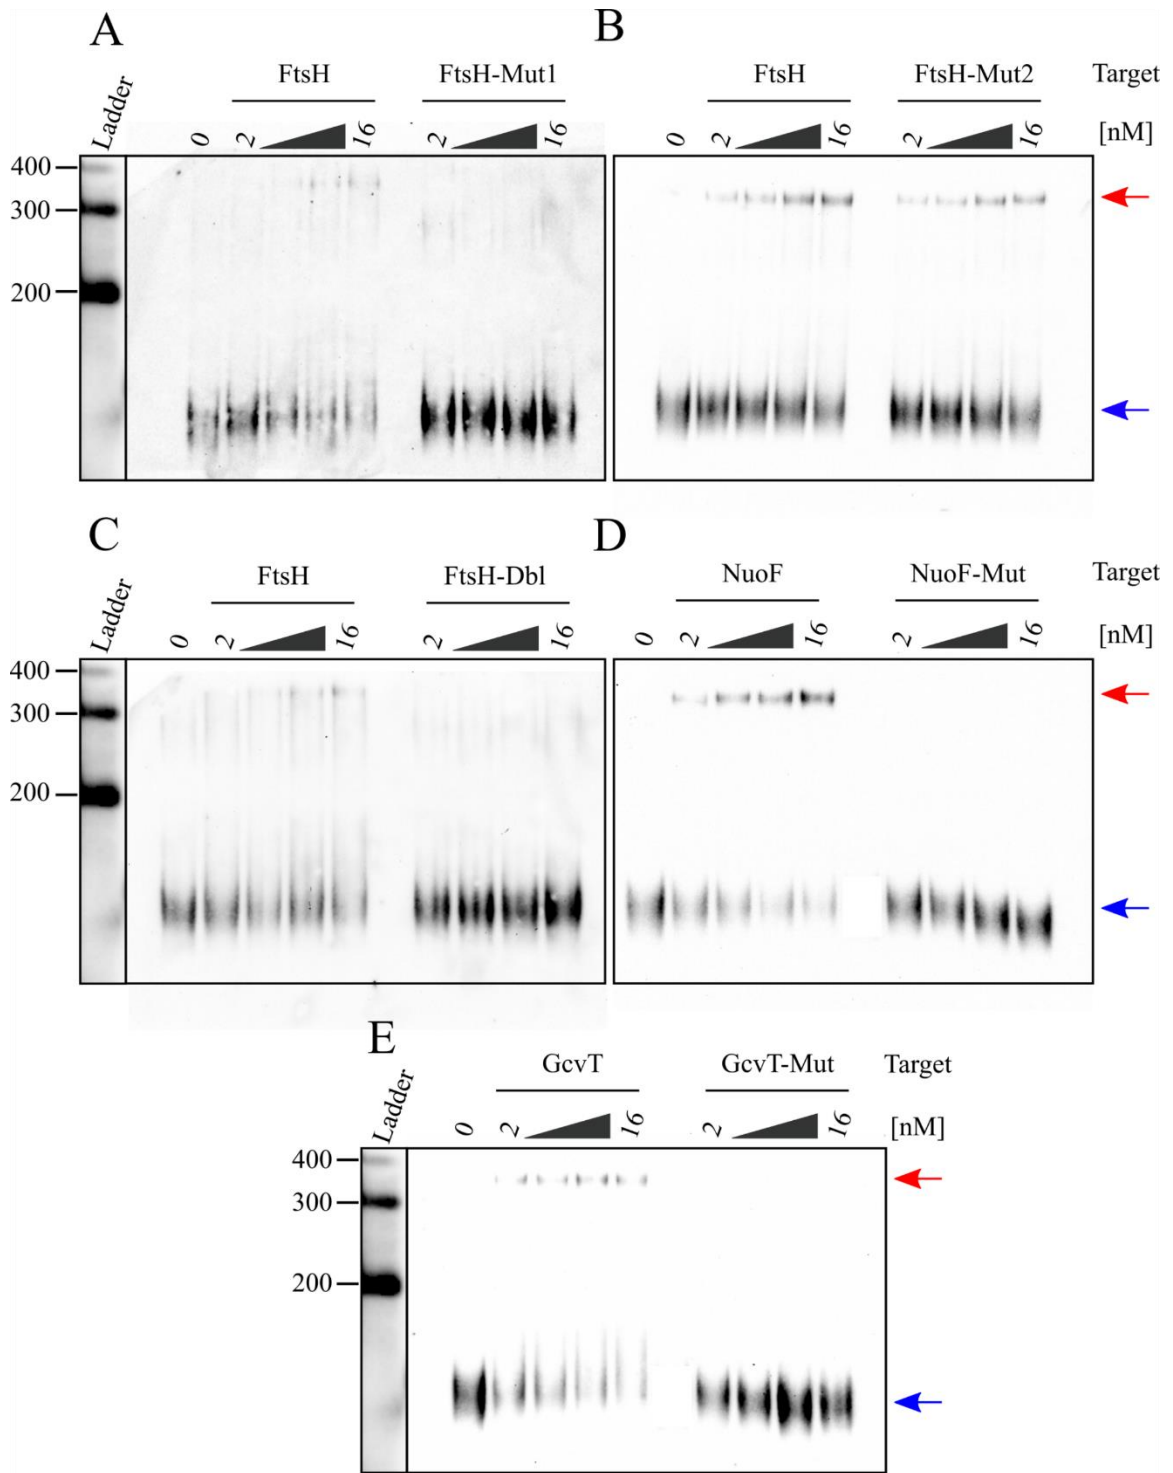 A
B
FtsH FtsH-Mut1 FtsH FtsH-Mut2 Target
Ladder 0 2 16 2 16 0 2 16 2 16 [nM]
400
300
200
C
D
FtsH FtsH-Dbl NuoF NuoF-Mut Target
Ladder 0 2 16 2 16 0 2 16 2 16 [nM]
400
300
200
E
GcvT GcvT-Mut Target
Ladder 0 2 16 2 16 [nM]
400
300
200